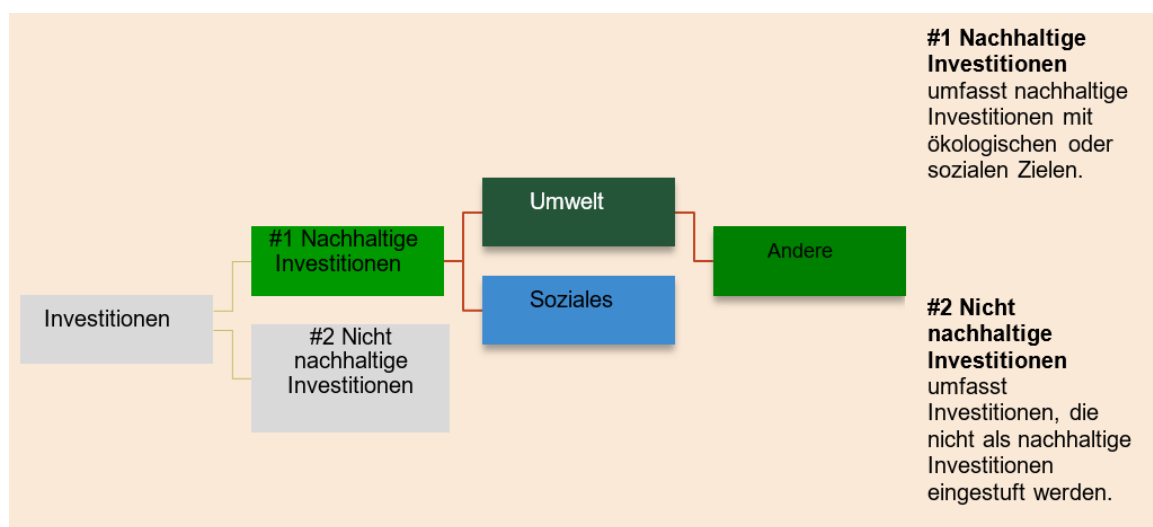 Investitionen
#1 Nachhaltige
Investitionen
#2 Nicht
nachhaltige
Investitionen
Umwelt
Soziales
Andere
#1 Nachhaltige
Investitionen
umfasst nachhaltige
Investitionen mit
ökologischen oder
sozialen Zielen.
#2 Nicht
nachhaltige
Investitionen
umfasst
Investitionen, die
nicht als nachhaltige
Investitionen
eingestuft werden.